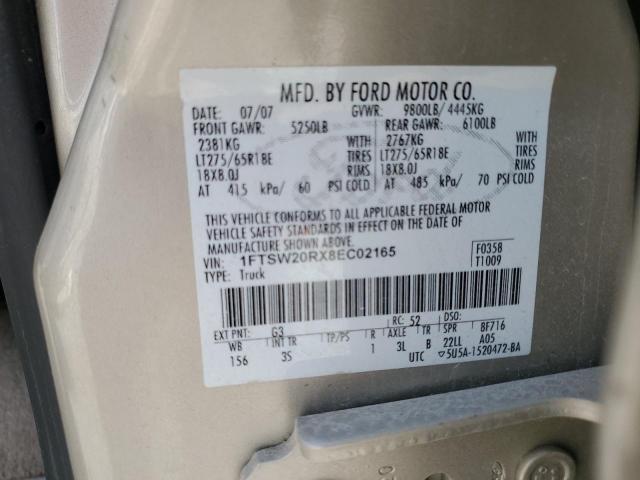 MFD. BY FORD MOTOR CO.
DATE: 07/07 GVWR: 9800LB/ 4445KG
FRONT GAWR: 5250LB REAR GAWR: 6100LB
2381KG WITH 2767KG WITH
LT275/65R18E TIRES LT275/65R18E TIRES
18X8.0J RIMS 18X8.0J RIMS
AT 415 kPa/ 60 PSI COLD AT 485 kPa/ 70 PSI COLD
THIS VEHICLE CONFORMS TO ALL APPLICABLE FEDERAL MOTOR
VEHICLE SAFETY STANDARDS IN EFFECT ON THE DATE OF
MANUFACTURE SHOWN ABOVE.
VIN: 1FTSW20RX8EC02165 F0358
TYPE: Truck T1009
EXT PNT: G3 RC: 52 DSO:
WB INT TR TP/PS R AXLE TR SPR BF716
156 3S 1 3L B 22LL A05
UTC 5U5A-1520472-BA